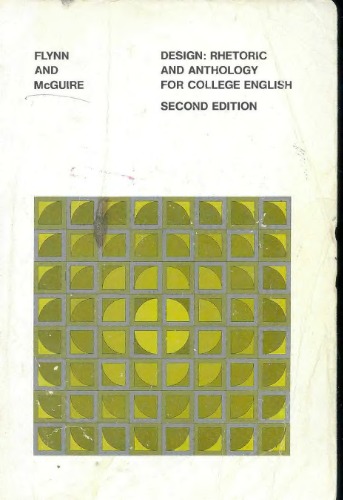 FLYNN
AND
McGUIRE
DESIGN: RHETORIC
AND ANTHOLOGY
FOR COLLEGE ENGLISH
SECOND EDITION